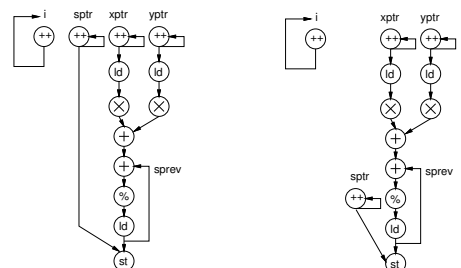 i sptr xptr yptr
++ ++ ++ ++
ld ld
× ×
+
+
sprev
%
ld
st
i xptr yptr
++ ++ ++
ld ld
× ×
+
+
sprev
sptr
++ %
ld
st